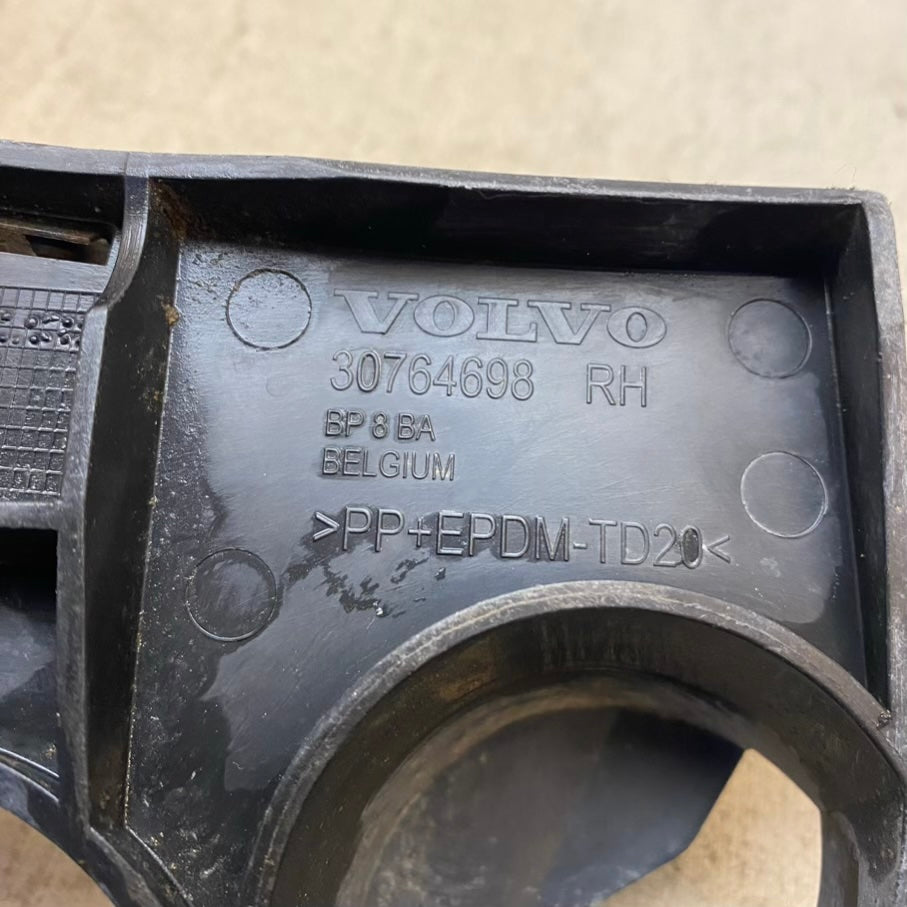 VOLVO
30764698 RH
BP 8 BA
BELGIUM
>PP+EPDM-TD20<